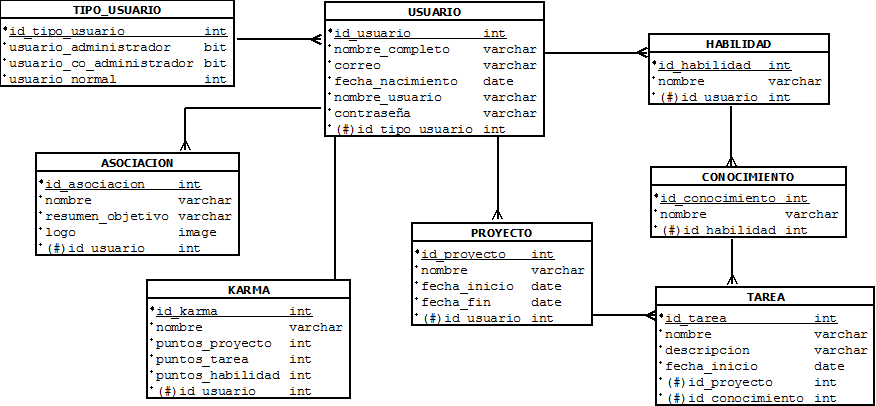 TIPO_USUARIO
*id_tipo_usuario int
*usuario_administrador bit
*usuario_co_administrador bit
*usuario_normal int
USUARIO
*id_usuario int
*nombre_completo varchar
*correo varchar
*fecha_nacimiento date
*nombre_usuario varchar
*contraseña varchar
*(#)id_tipo_usuario int
HABILIDAD
*id_habilidad int
*nombre varchar
*(#)id_usuario int
ASOCIACION
*id_asociacion int
*nombre varchar
*resumen_objetivo varchar
*logo image
*(#)id_usuario int
CONOCIMIENTO
*id_conocimiento int
*nombre varchar
*(#)id_habilidad int
PROYECTO
*id_proyecto int
*nombre varchar
*fecha_inicio date
*fecha_fin date
*(#)id_usuario int
KARMA
*id_karma int
*nombre varchar
*puntos_proyecto int
*puntos_tarea int
*puntos_habilidad int
*(#)id_usuario int
TAREA
*id_tarea int
*nombre varchar
*descripcion varchar
*fecha_inicio date
*(#)id_proyecto int
*(#)id_conocimiento int